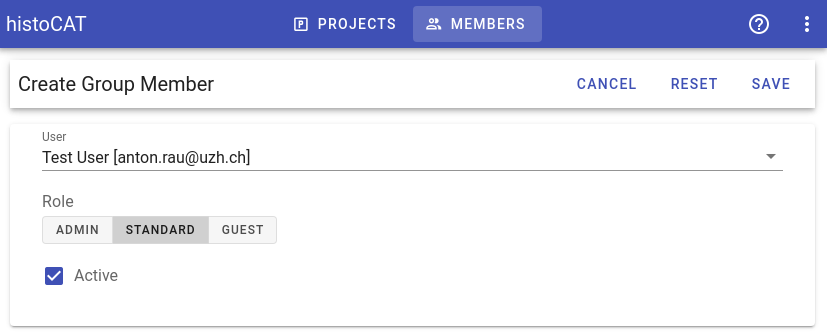 histoCAT PROJECTS MEMBERS
Create Group Member CANCEL RESET SAVE
User
Test User [anton.rau@uzh.ch]
Role
ADMIN STANDARD GUEST
Active